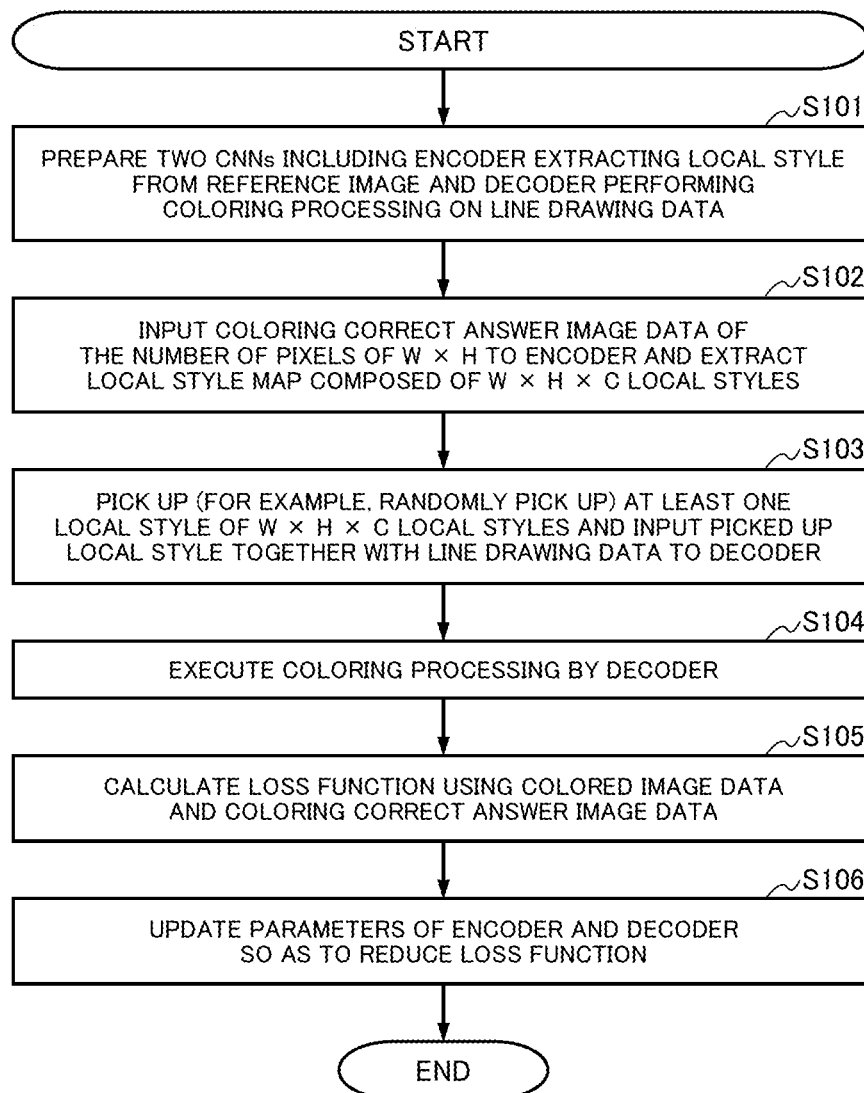 START
S101
PREPARE TWO CNNs INCLUDING ENCODER EXTRACTING LOCAL STYLE
FROM REFERENCE IMAGE AND DECODER PERFORMING
COLORING PROCESSING ON LINE DRAWING DATA
S102
INPUT COLORING CORRECT ANSWER IMAGE DATA OF
THE NUMBER OF PIXELS OF W × H TO ENCODER AND EXTRACT
LOCAL STYLE MAP COMPOSED OF W × H × C LOCAL STYLES
S103
PICK UP (FOR EXAMPLE, RANDOMLY PICK UP) AT LEAST ONE
LOCAL STYLE OF W × H × C LOCAL STYLES AND INPUT PICKED UP
LOCAL STYLE TOGETHER WITH LINE DRAWING DATA TO DECODER
S104
EXECUTE COLORING PROCESSING BY DECODER
S105
CALCULATE LOSS FUNCTION USING COLORED IMAGE DATA
AND COLORING CORRECT ANSWER IMAGE DATA
S106
UPDATE PARAMETERS OF ENCODER AND DECODER
SO AS TO REDUCE LOSS FUNCTION
END